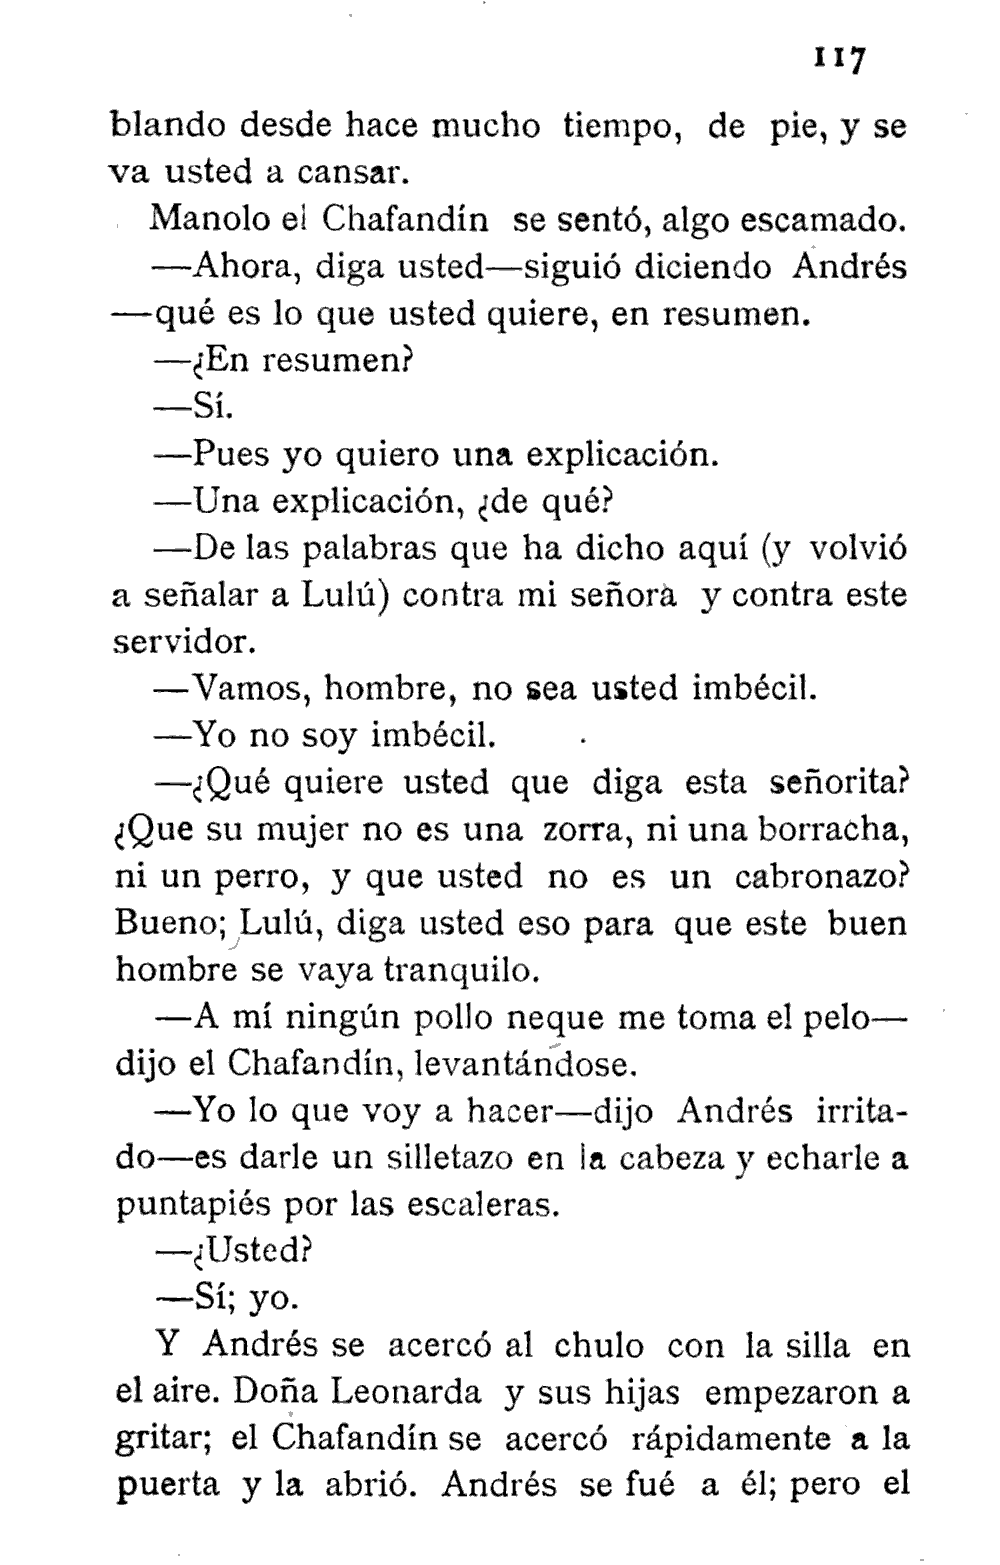 117
blando desde hace mucho tiempo, de pie, y se
va usted a cansar.
Manolo el Chafandín se sentó, algo escamado.
—Ahora, diga usted—siguió diciendo Andrés
—qué es lo que usted quiere, en resumen.
—¿En resumen?
—Sí.
—Pues yo quiero una explicación.
—Una explicación, ¿de qué?
—De las palabras que ha dicho aquí (y volvió
a señalar a Lulú) contra mi señora y contra este
servidor.
—Vamos, hombre, no sea usted imbécil.
—Yo no soy imbécil.
—¿Qué quiere usted que diga esta señorita?
¿Que su mujer no es una zorra, ni una borracha,
ni un perro, y que usted no es un cabronazo?
Bueno; Lulú, diga usted eso para que este buen
hombre se vaya tranquilo.
—A mí ningún pollo neque me toma el pelo—
dijo el Chafandín, levantándose.
—Yo lo que voy a hacer—dijo Andrés irrita-
do—es darle un silletazo en la cabeza y echarle a
puntapiés por las escaleras.
—¿Usted?
—Sí; yo.
Y Andrés se acercó al chulo con la silla en
el aire. Doña Leonarda y sus hijas empezaron a
gritar; el Chafandín se acercó rápidamente a la
puerta y la abrió. Andrés se fué a él; pero el